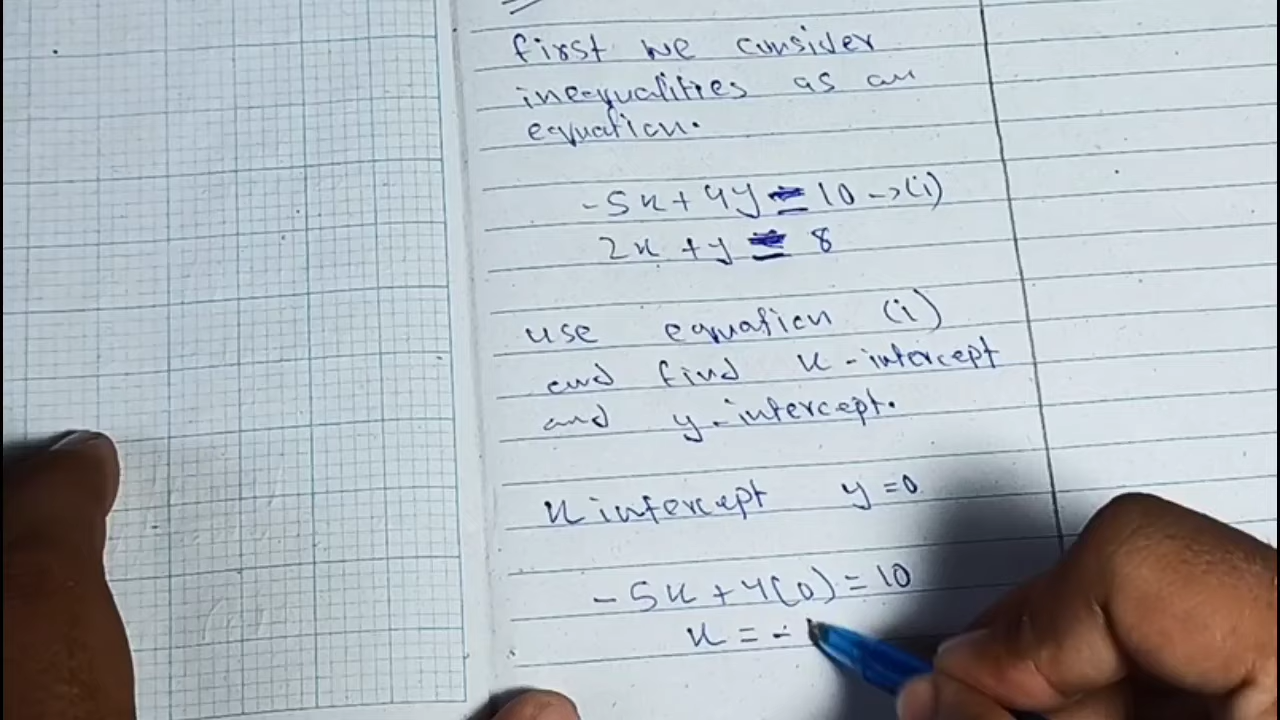 first we consider
inequalities as an
equation.
-5x+4y = 10 -> (i)
2x + y = 8
use equation (i)
and find x-intercept
and y-intercept.
x intercept y=0
-5x+4(0)=10
x = -